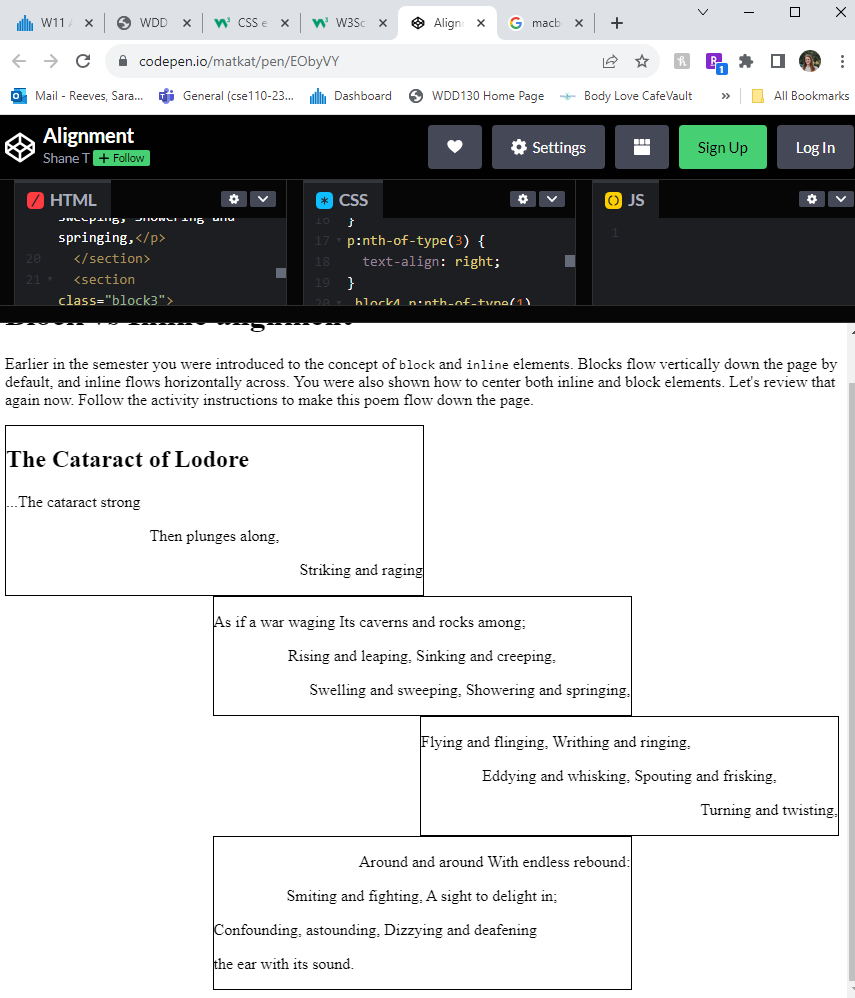 W11
WDD
CSS e
W3Sc
Align
macb
codepen.io/matkat/pen/EObyVY
1
Mail - Reeves, Sara...
General (cse110-23...
Dashboard
WDD130 Home Page
Body Love CafeVault
»
All Bookmarks
Alignment
Shane T
+ Follow
Settings
Sign Up
Log In
HTML
CSS
JS
sweeping, Showering and
springing,</p>
20 </section>
21 <section
class="block3">
16 }
17 p:nth-of-type(3) {
18 text-align: right;
19 }
20 .block4 p:nth-of-type(1)
1
Block vs Inline alignment
Earlier in the semester you were introduced to the concept of block and inline elements. Blocks flow vertically down the page by
default, and inline flows horizontally across. You were also shown how to center both inline and block elements. Let's review that
again now. Follow the activity instructions to make this poem flow down the page.
The Cataract of Lodore
...The cataract strong
Then plunges along,
Striking and raging
As if a war waging Its caverns and rocks among;
Rising and leaping, Sinking and creeping,
Swelling and sweeping, Showering and springing,
Flying and flinging, Writhing and ringing,
Eddying and whisking, Spouting and frisking,
Turning and twisting,
Around and around With endless rebound:
Smiting and fighting, A sight to delight in;
Confounding, astounding, Dizzying and deafening
the ear with its sound.